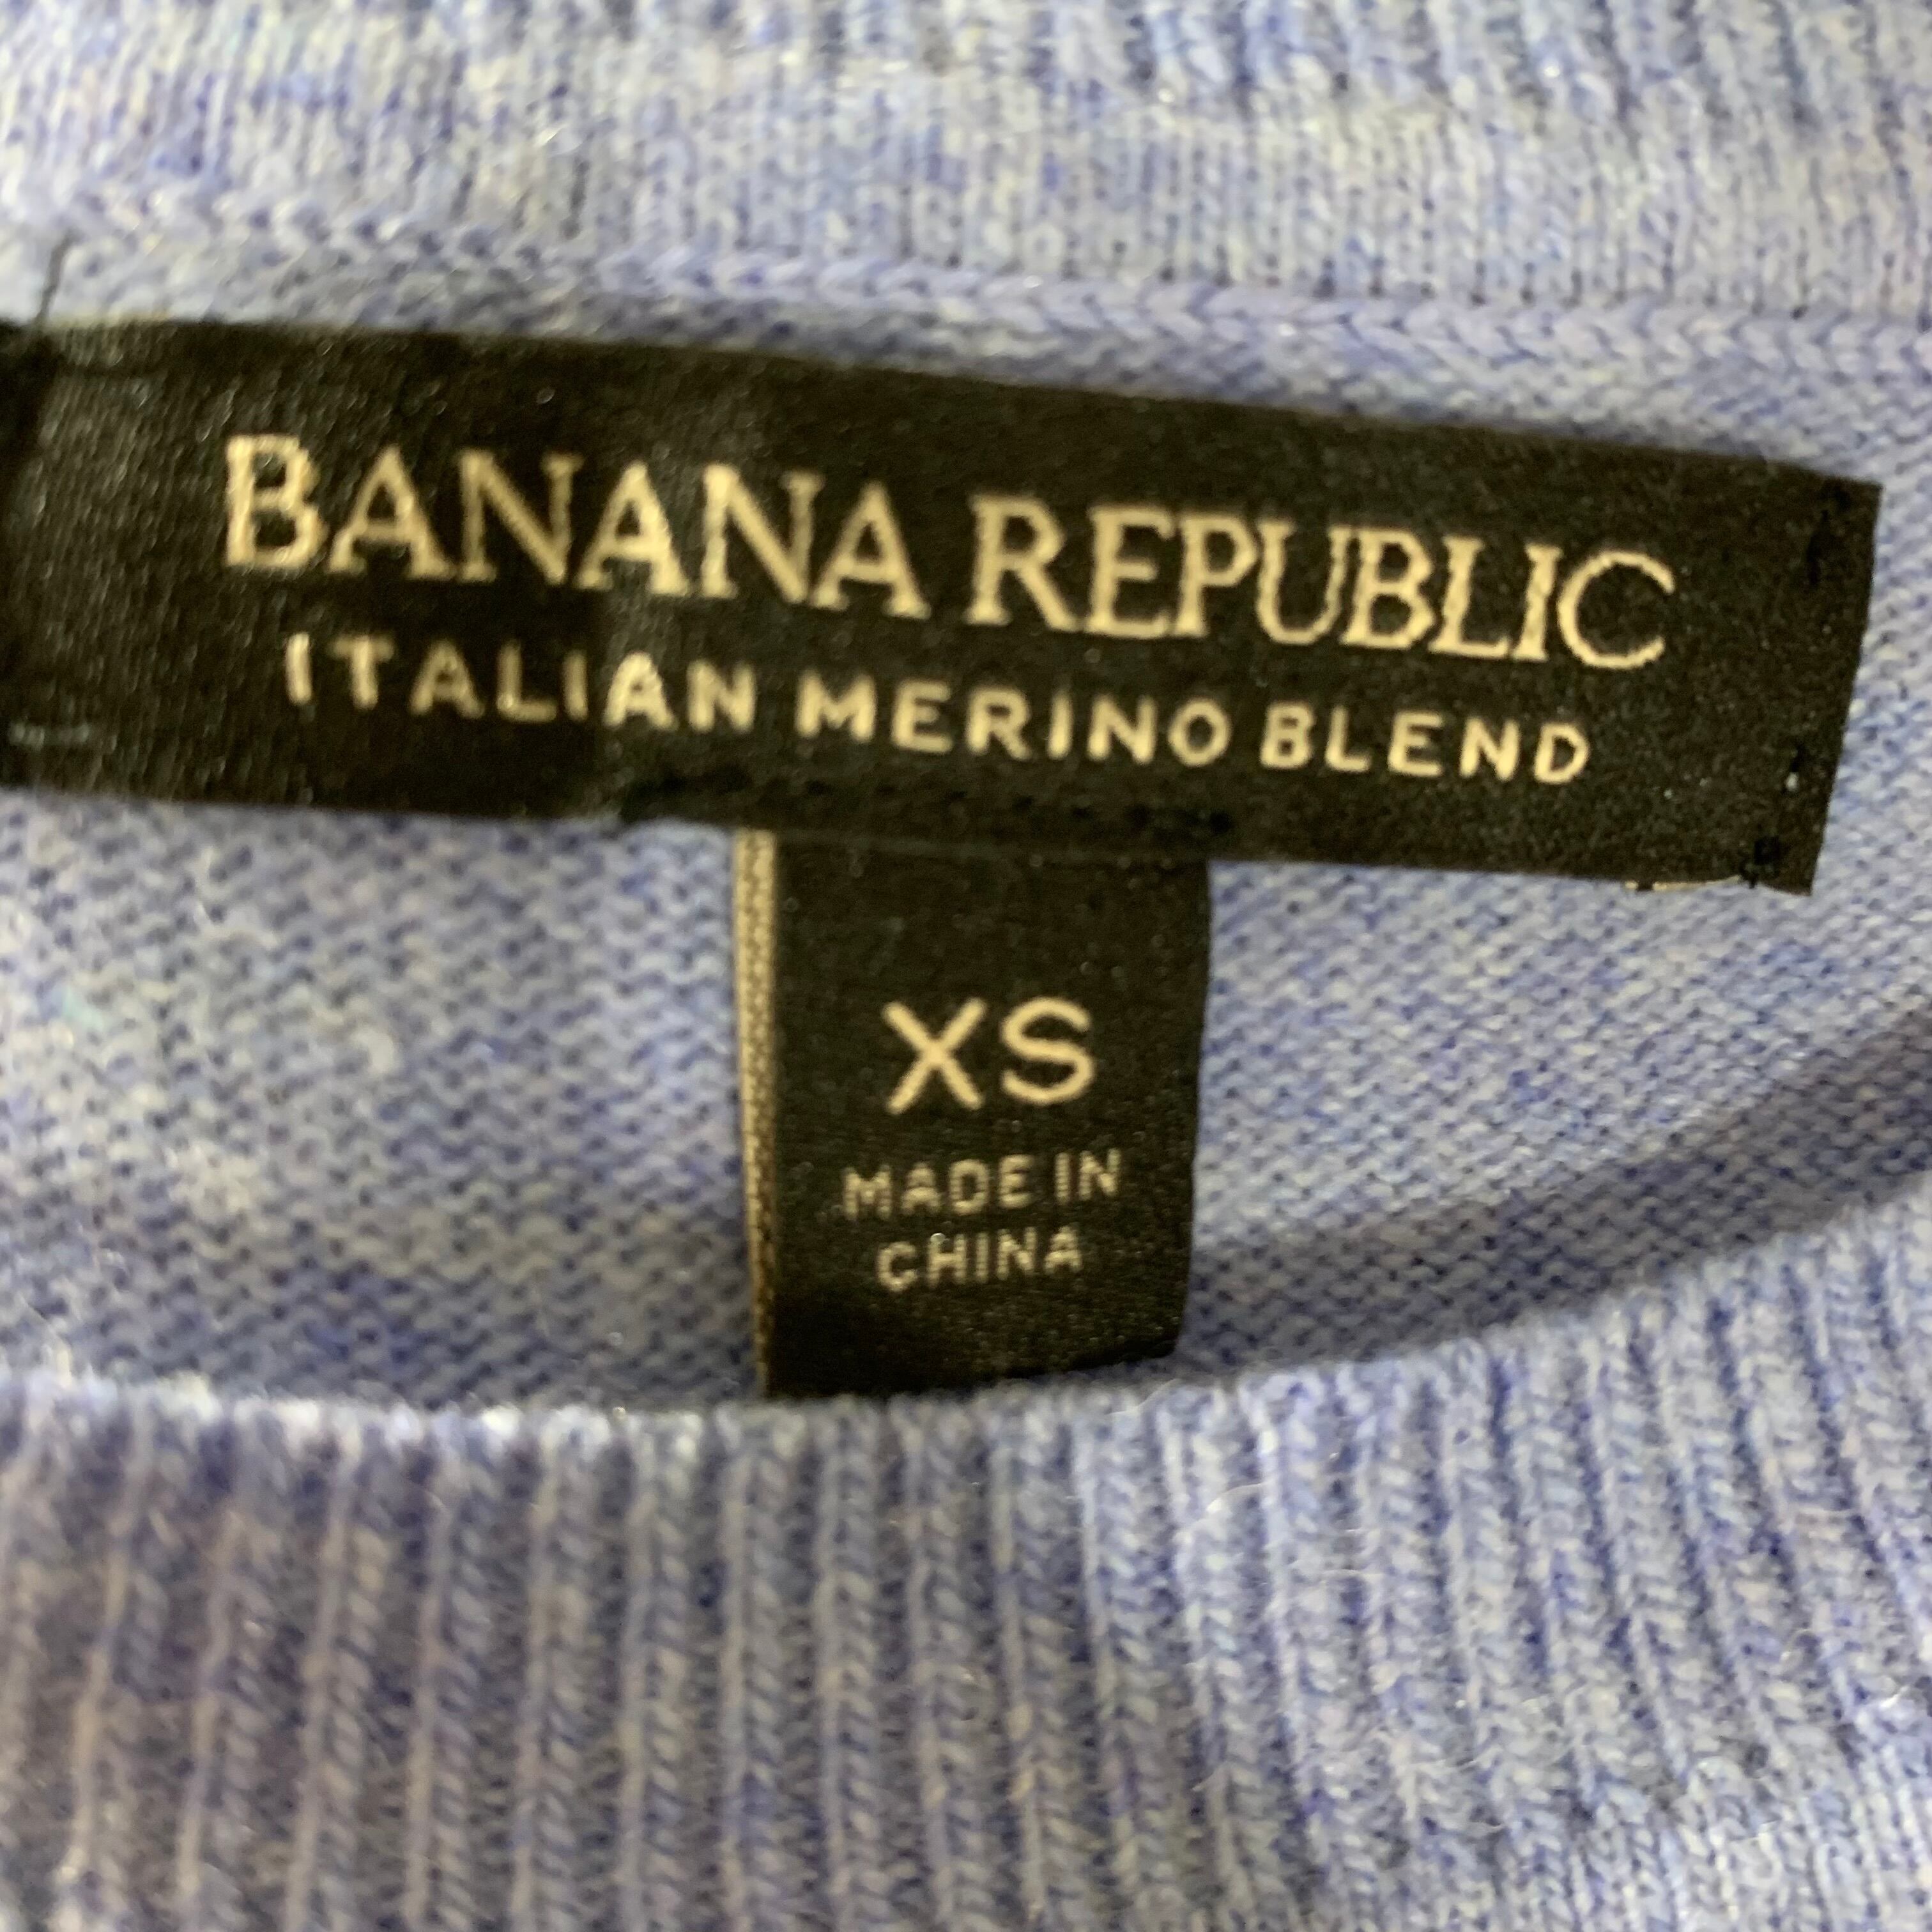 BANANA REPUBLIC
ITALIAN MERINO BLEND
XS
MADE IN
CHINA